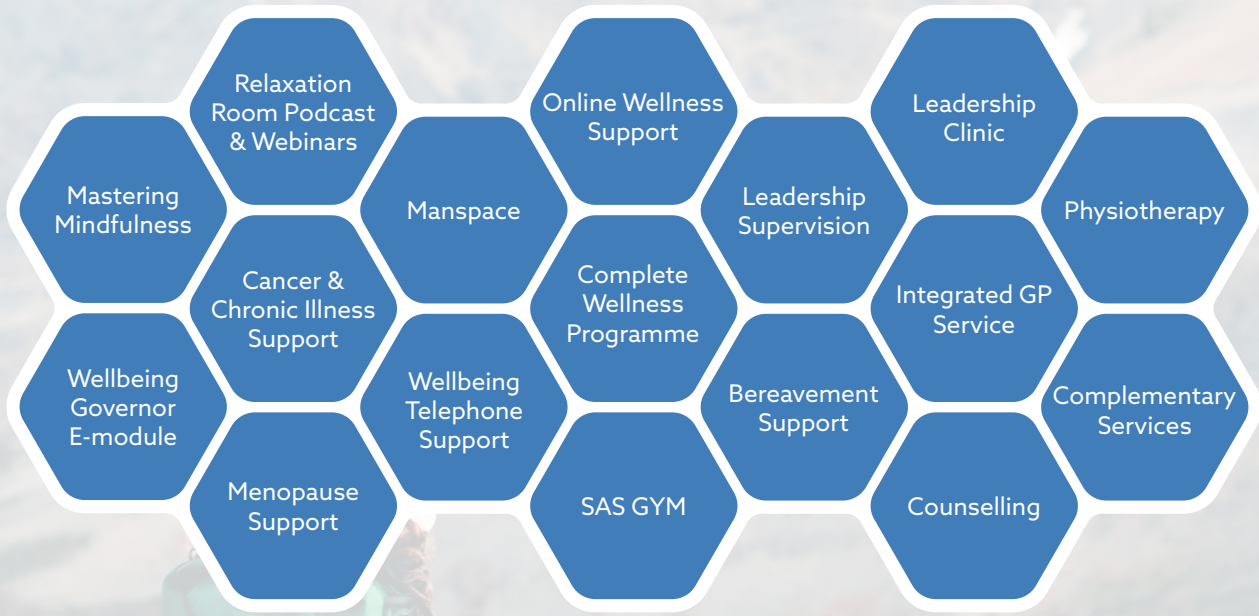 Relaxation
Room Podcast
& Webinars
Online Wellness
Support
Leadership
Clinic
Mastering
Mindfulness
Manspace
Leadership
Supervision
Physiotherapy
Cancer &
Chronic Illness
Support
Complete
Wellness
Programme
Integrated GP
Service
Wellbeing
Governor
E-module
Wellbeing
Telephone
Support
Bereavement
Support
Complementary
Services
Menopause
Support
SAS GYM
Counselling